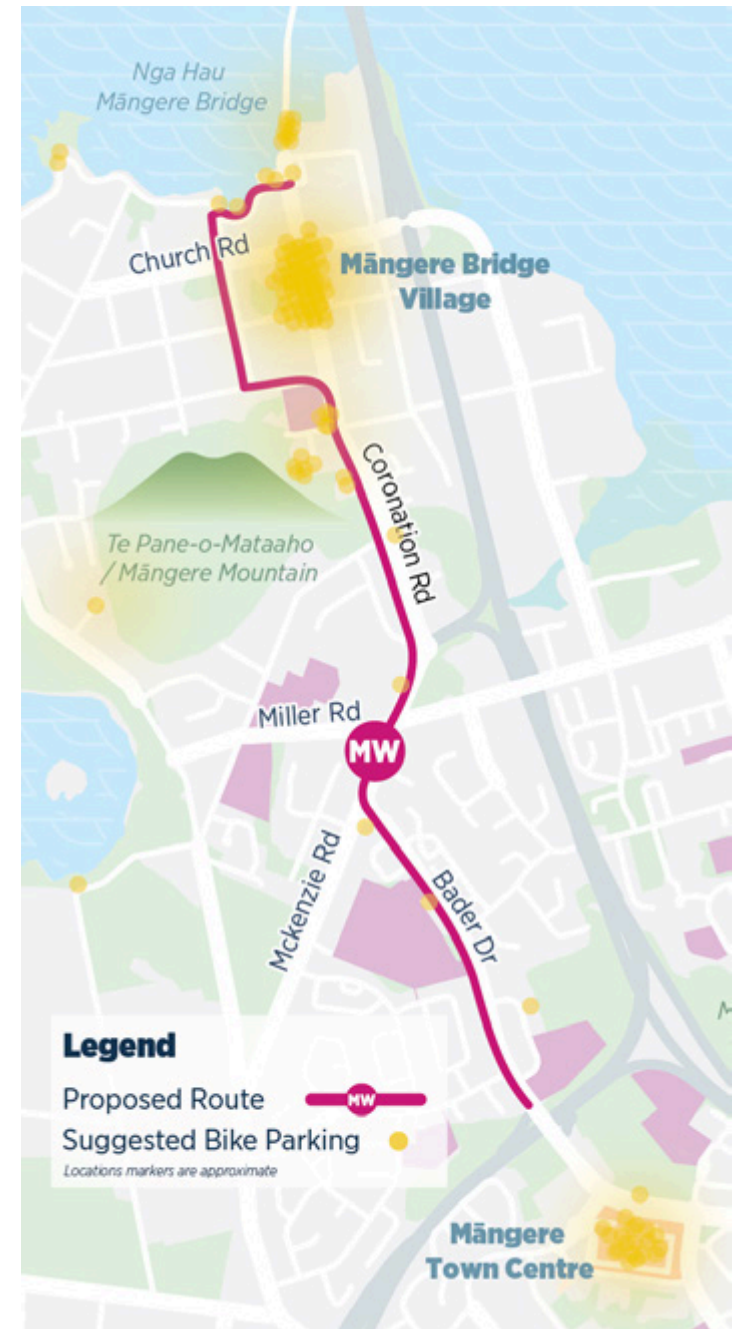 Nga Hau
Māngere Bridge
Church Rd
Māngere Bridge
Village
Coronation Rd
Te Pane-o-Mataaho
/ Māngere Mountain
Miller Rd
MW
Mckenzie Rd
Bader Dr
Legend
Proposed Route MW
Suggested Bike Parking
Locations markers are approximate
Māngere
Town Centre